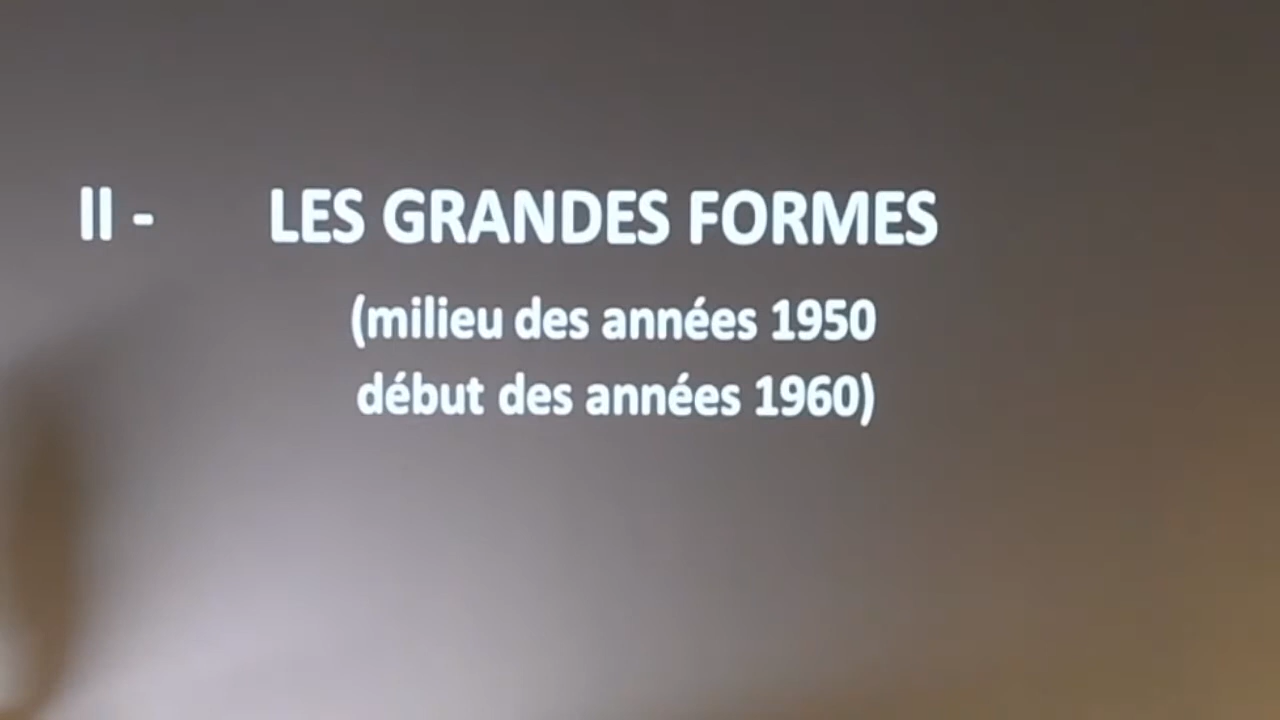 II - LES GRANDES FORMES
(milieu des années 1950
début des années 1960)